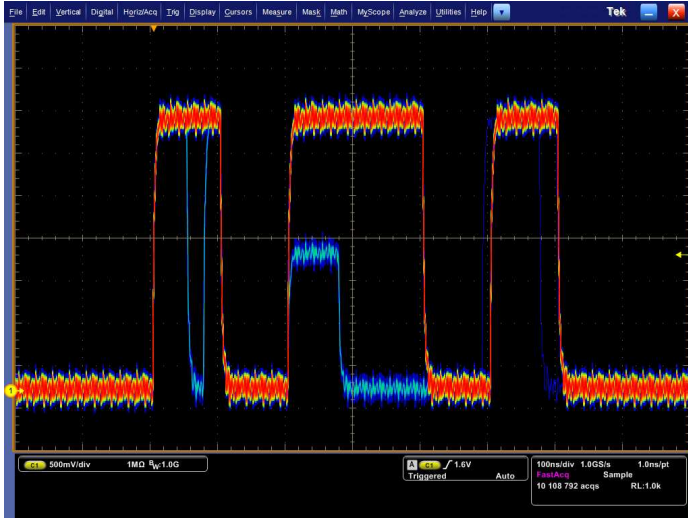 File Edit Vertical Digital Horiz/Acq Trig Display Cursors Measure Mask Math MyScope Analyze Utilities Help Tek X
1
C1 500mV/div 1MΩ BW:1.0G
A C1 1.6V
Triggered Auto
100ns/div 1.0GS/s 1.0ns/pt
FastAcq Sample
10 108 792 acqs RL:1.0k